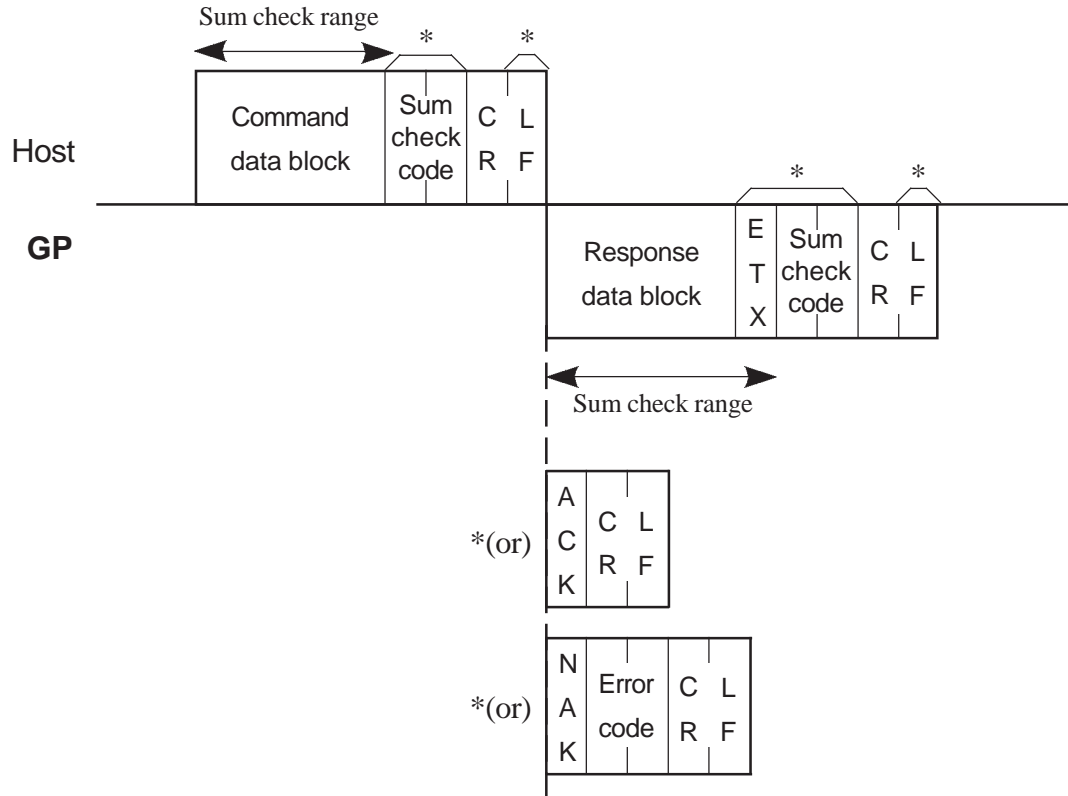 Sum check range
* *
Command
data block
Sum
check
code
C
R
L
F
Host
* *
GP
Response
data block
E
T
X
Sum
check
code
C
R
L
F
Sum check range
*(or)
A
C
K
C
R
L
F
*(or)
N
A
K
Error
code
C
R
L
F